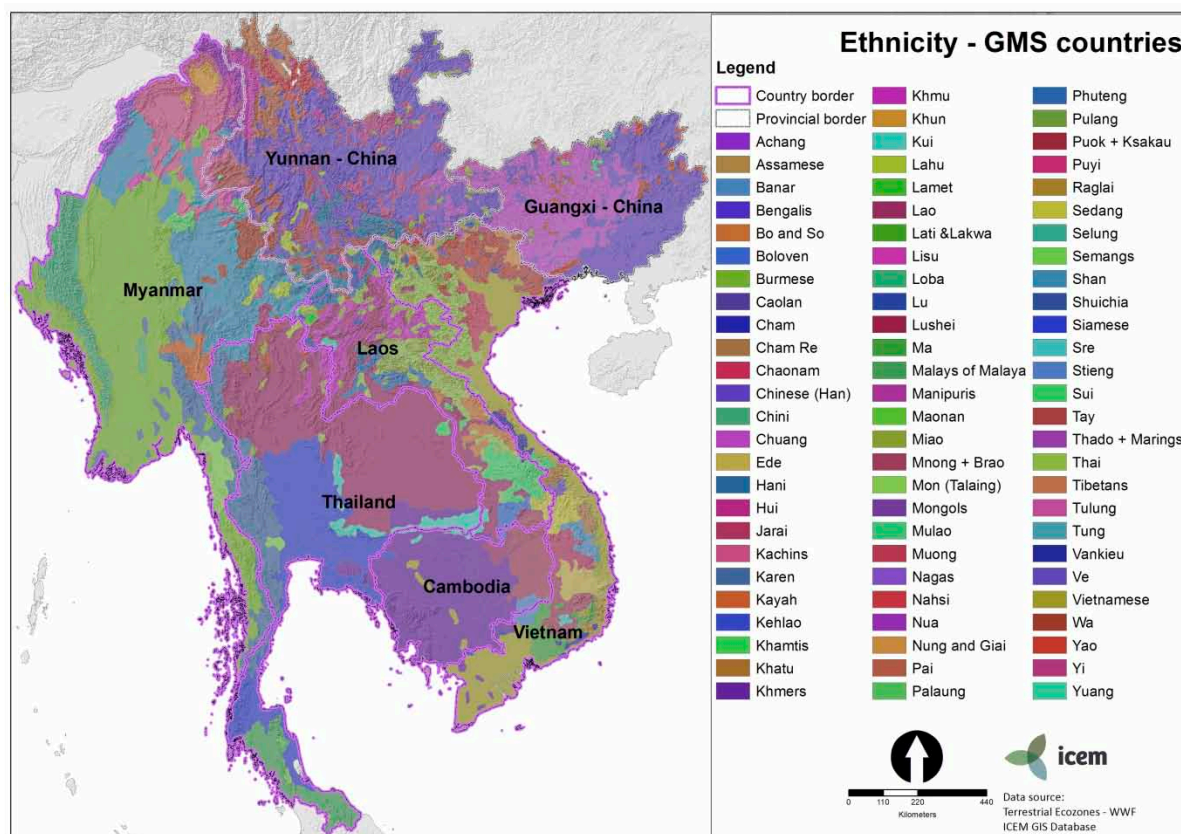 Ethnicity - GMS countries
Legend
Country border
Provincial border
Achang
Assamese
Banar
Bengalis
Bo and So
Boloven
Burmese
Caolan
Cham
Cham Re
Chaonam
Chinese (Han)
Chini
Chuang
Ede
Hani
Hui
Jarai
Kachins
Karen
Kayah
Kehlao
Khamtis
Khatu
Khmers
Khmu
Khun
Kui
Lahu
Lamet
Lao
Lati &Lakwa
Lisu
Loba
Lu
Lushei
Ma
Malays of Malaya
Manipuris
Maonan
Miao
Mnong + Brao
Mon (Talaing)
Mongols
Mulao
Muong
Nagas
Nahsi
Nua
Nung and Giai
Pai
Palaung
Phuteng
Pulang
Puok + Ksakau
Puyi
Raglai
Sedang
Selung
Semangs
Shan
Shuichia
Siamese
Sre
Stieng
Sui
Tay
Thado + Marings
Thai
Tibetans
Tulung
Tung
Vankieu
Ve
Vietnamese
Wa
Yao
Yi
Yuang
Yunnan - China
Guangxi - China
Myanmar
Laos
Thailand
Cambodia
Vietnam
icem
0 110 220 440
Kilometers
Data source:
Terrestrial Ecozones - WWF
ICEM GIS Database